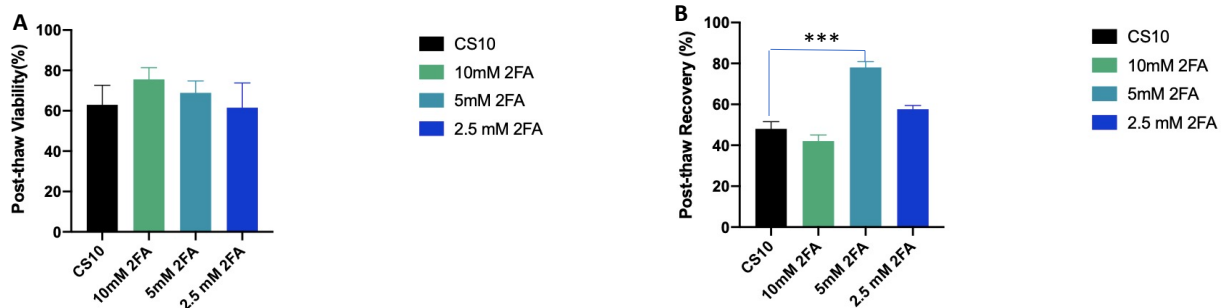 A
Post-thaw Viability(%)
100
80
60
40
20
0
CS10
10mM 2FA
5mM 2FA
2.5 mM 2FA
CS10
10mM 2FA
5mM 2FA
2.5 mM 2FA
B
Post-thaw Recovery (%)
100
80
60
40
20
0
***
CS10
10mM 2FA
5mM 2FA
2.5 mM 2FA
CS10
10mM 2FA
5mM 2FA
2.5 mM 2FA